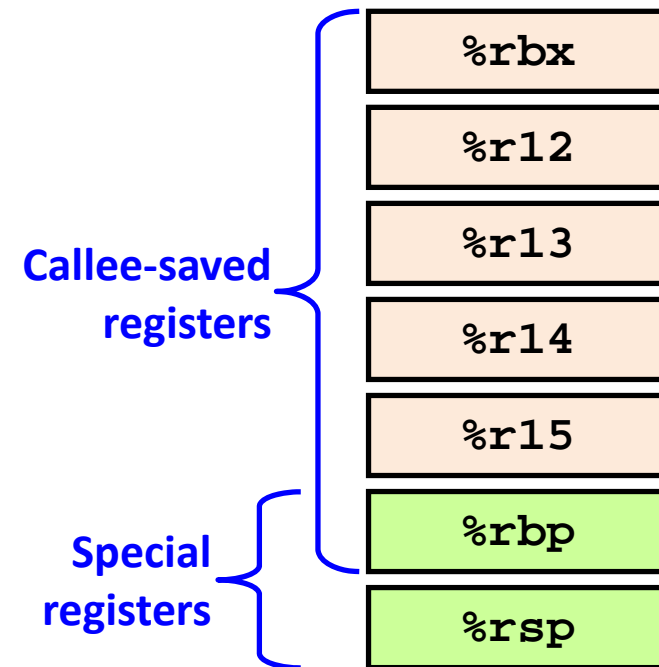 %rbx
%r12
%r13
Callee-saved
registers
%r14
%r15
%rbp
Special
registers
%rsp